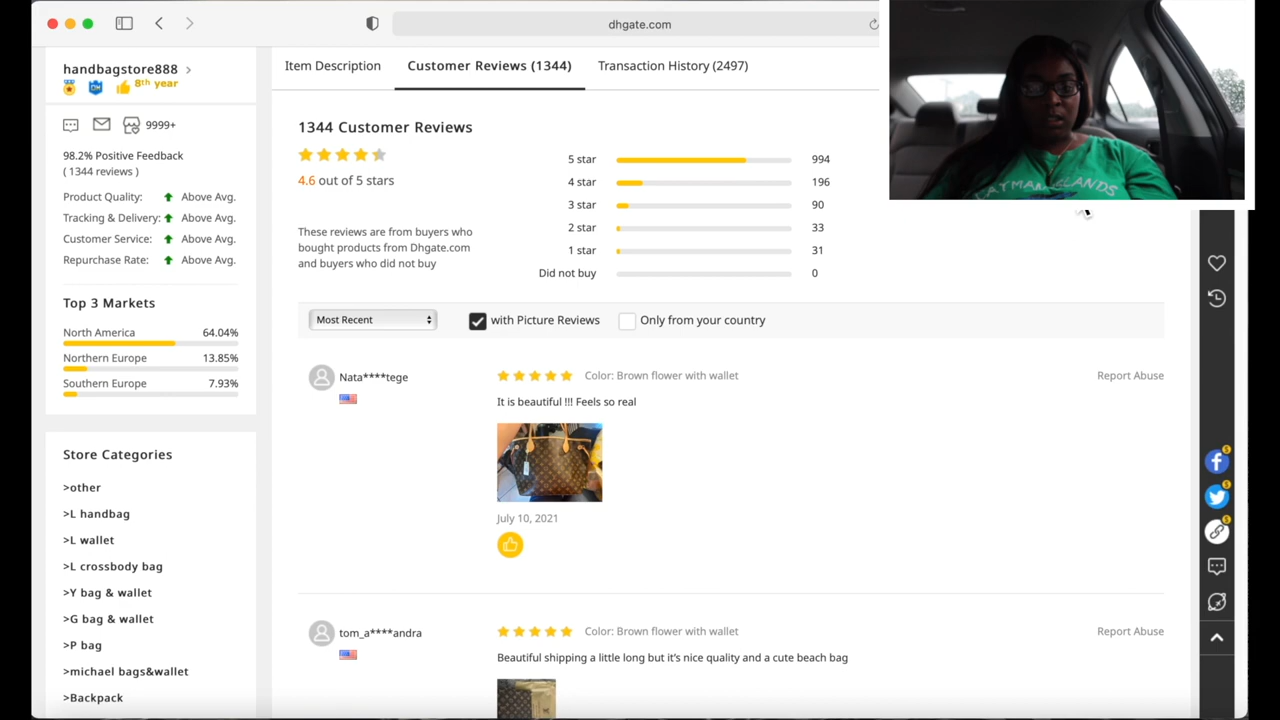 dhgate.com
handbagstore888
8th year
9999+
98.2% Positive Feedback
( 1344 reviews )
Product Quality: Above Avg.
Tracking & Delivery: Above Avg.
Customer Service: Above Avg.
Repurchase Rate: Above Avg.
Top 3 Markets
North America 64.04%
Northern Europe 13.85%
Southern Europe 7.93%
Store Categories
>other
>L handbag
>L wallet
>L crossbody bag
>Y bag & wallet
>G bag & wallet
>P bag
>michael bags&wallet
>Backpack
Item Description Customer Reviews (1344) Transaction History (2497)
1344 Customer Reviews
4.6 out of 5 stars
These reviews are from buyers who
bought products from Dhgate.com
and buyers who did not buy
5 star 994
4 star 196
3 star 90
2 star 33
1 star 31
Did not buy 0
Most Recent with Picture Reviews Only from your country
Nata****tege Color: Brown flower with wallet Report Abuse
It is beautiful !!! Feels so real
July 10, 2021
tom_a****andra Color: Brown flower with wallet Report Abuse
Beautiful shipping a little long but it's nice quality and a cute beach bag
CAYMAN ISLANDS